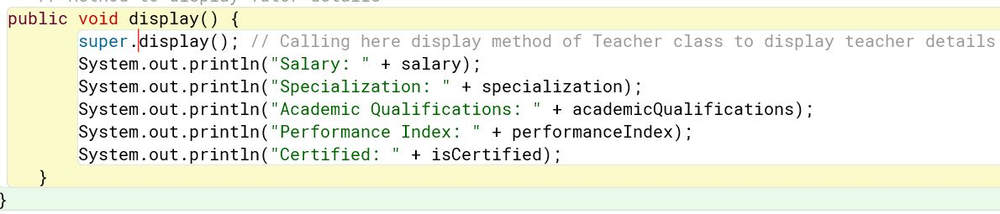 public void display() {
super.display(); // Calling here display method of Teacher class to display teacher details
System.out.println("Salary: " + salary);
System.out.println("Specialization: " + specialization);
System.out.println("Academic Qualifications: " + academicQualifications);
System.out.println("Performance Index: " + performanceIndex);
System.out.println("Certified: " + isCertified);
}
}